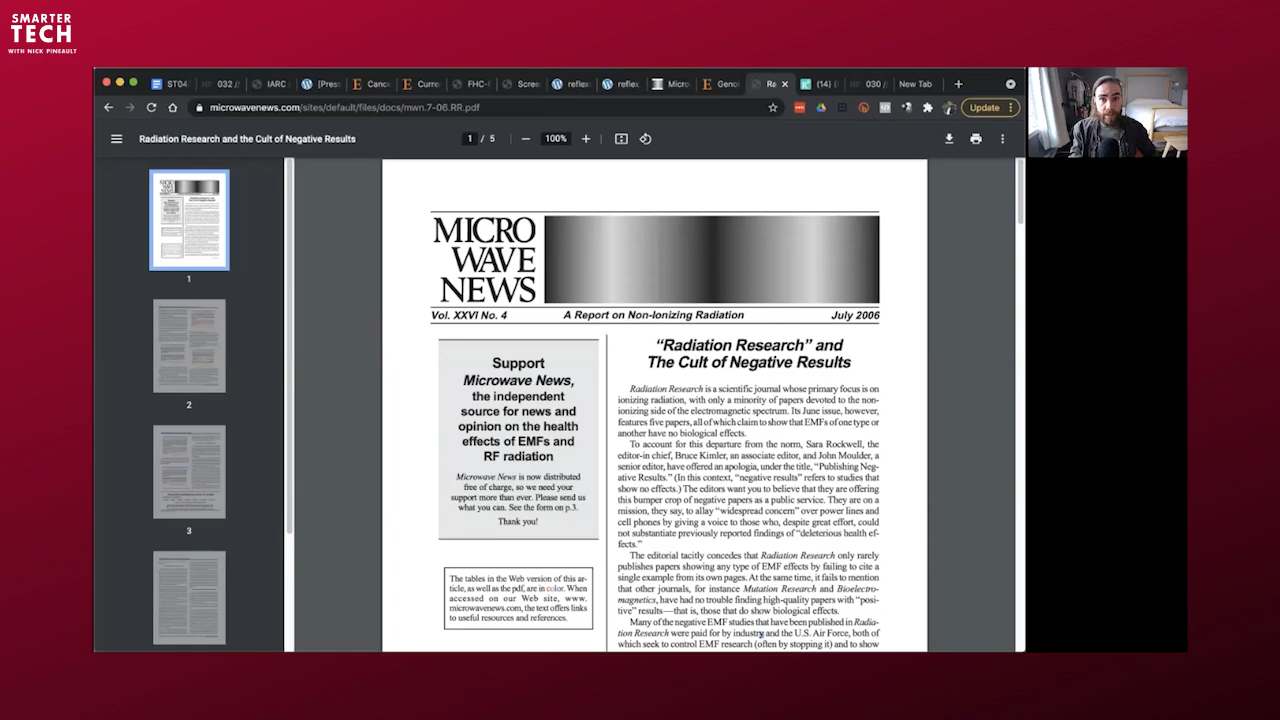 SMARTER
TECH
WITH NICK PINEAULT
ST04
032 //
IARC
[Pres
Canc
Curre
FHC-I
Scree
reflex
reflex
Micro
Geno
Ra
(14) (
030 /
New Tab
microwavenews.com/sites/default/files/docs/mwn.7-06.RR.pdf
Update
Radiation Research and the Cult of Negative Results
1 / 5
100%
1
2
3
MICRO
WAVE
NEWS
Vol. XXVI No. 4
A Report on Non-Ionizing Radiation
July 2006
Support
Microwave News,
the independent
source for news and
opinion on the health
effects of EMFs and
RF radiation
Microwave News is now distributed
free of charge, so we need your
support more than ever. Please send us
what you can. See the form on p.3.
Thank you!
The tables in the Web version of this ar-
ticle, as well as the pdf, are in color. When
accessed on our Web site, www.
microwavenews.com, the text offers links
to useful resources and references.
“Radiation Research” and
The Cult of Negative Results
Radiation Research is a scientific journal whose primary focus is on
ionizing radiation, with only a minority of papers devoted to the non-
ionizing side of the electromagnetic spectrum. Its June issue, however,
features five papers, all of which claim to show that EMFs of one type or
another have no biological effects.
To account for this departure from the norm, Sara Rockwell, the
editor-in chief, Bruce Kimler, an associate editor, and John Moulder, a
senior editor, have offered an apologia, under the title, “Publishing Neg-
ative Results.” (In this context, “negative results” refers to studies that
show no effects.) The editors want you to believe that they are offering
this bumper crop of negative papers as a public service. They are on a
mission, they say, to allay “widespread concern” over power lines and
cell phones by giving a voice to those who, despite great effort, could
not substantiate previously reported findings of “deleterious health ef-
fects.”
The editorial tacitly concedes that Radiation Research only rarely
publishes papers showing any type of EMF effects by failing to cite a
single example from its own pages. At the same time, it fails to mention
that other journals, for instance Mutation Research and Bioelectro-
magnetics, have had no trouble finding high-quality papers with “posi-
tive” results—that is, those that do show biological effects.
Many of the negative EMF studies that have been published in Radia-
tion Research were paid for by industry and the U.S. Air Force, both of
which seek to control EMF research (often by stopping it) and to show